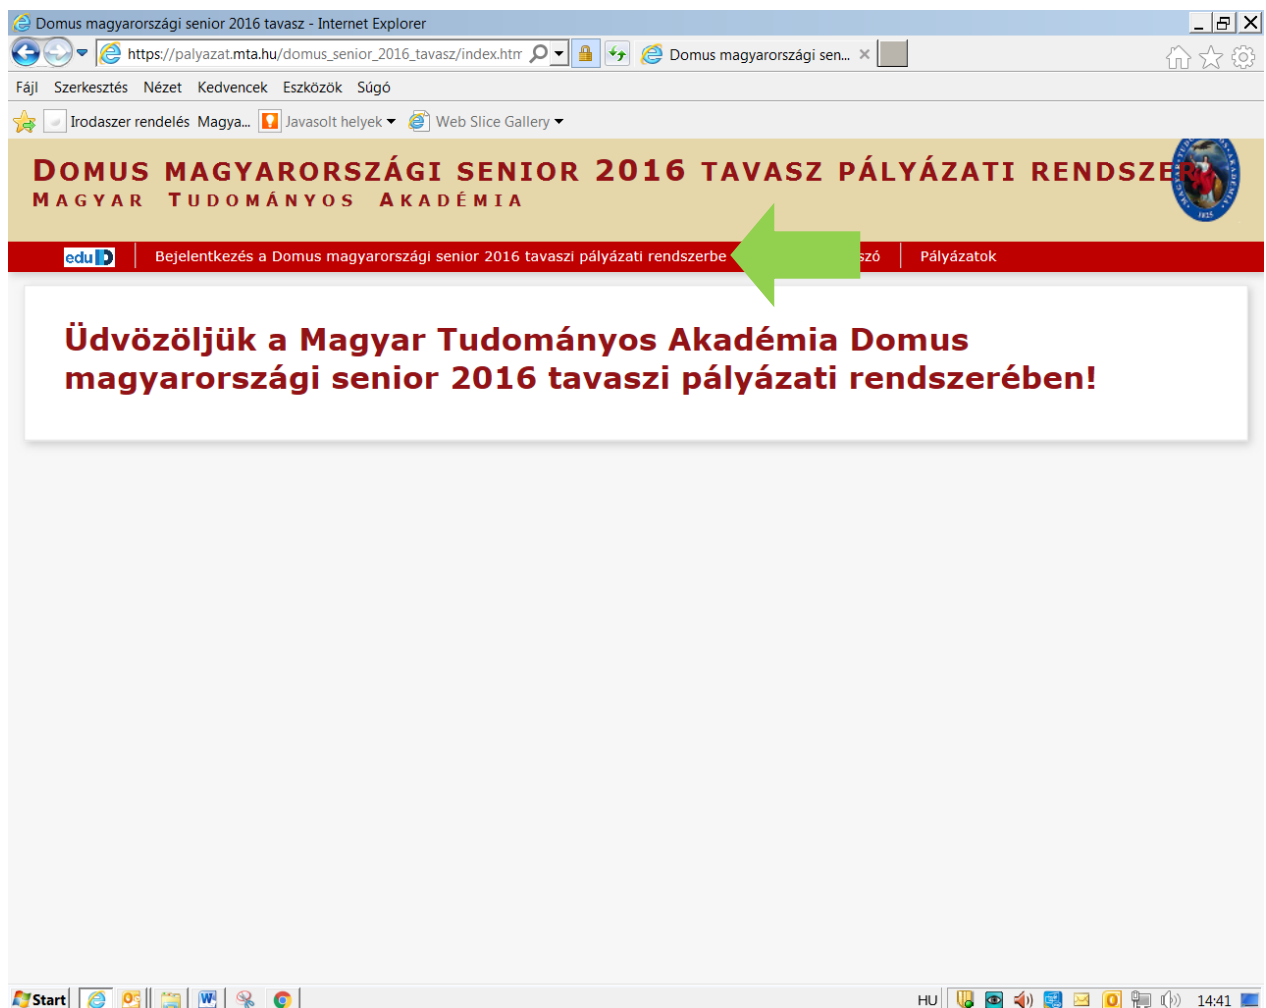 Domus magyarországi senior 2016 tavasz - Internet Explorer
https://palyazat.mta.hu/domus_senior_2016_tavasz/index.htm Domus magyarországi sen...
Fájl Szerkesztés Nézet Kedvencek Eszközök Súgó
Irodaszer rendelés Magya... Javasolt helyek Web Slice Gallery
DOMUS MAGYARORSZÁGI SENIOR 2016 TAVASZ PÁLYÁZATI
MAGYAR TUDOMÁNYOS AKADÉMIA
eduID Bejelentkezés a Domus magyarországi senior 2016 tavaszi pályázati rendszerbe Pályázatok
Üdvözöljük a Magyar Tudományos Akadémia Domus
magyarországi senior 2016 tavaszi pályázati rendszerében!
Start HU 14:41